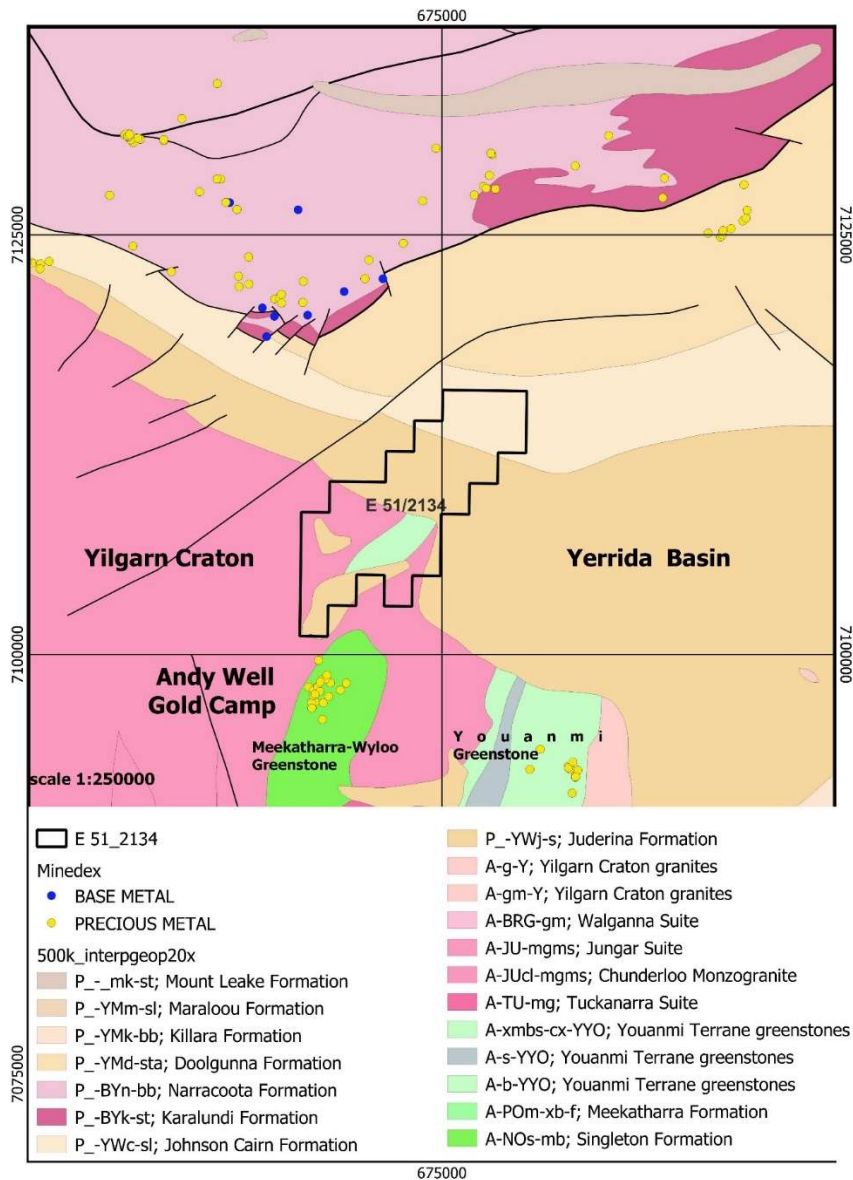 675000
7125000
7125000
E 51/2134
Yilgarn Craton
Yerrida Basin
7100000
7100000
Andy Well
Gold Camp
Meekatharra-Wyloo
Greenstone
Youanmi
Greenstone
scale 1:250000
E 51_2134
Minedex
BASE METAL
PRECIOUS METAL
500k_interpgeop20x
P_-_mk-st; Mount Leake Formation
P_-YMm-sl; Maraloou Formation
P_-YMk-bb; Killara Formation
P_-YMd-sta; Doolgunna Formation
P_-BYn-bb; Narracoota Formation
P_-BYk-st; Karalundi Formation
P_-YWc-sl; Johnson Cairn Formation
P_-YWj-s; Juderina Formation
A-g-Y; Yilgarn Craton granites
A-gm-Y; Yilgarn Craton granites
A-BRG-gm; Walganna Suite
A-JU-mgms; Jungar Suite
A-JUcl-mgms; Chunderloo Monzogranite
A-TU-mg; Tuckanarra Suite
A-xmbs-cx-YYO; Youanmi Terrane greenstones
A-s-YYO; Youanmi Terrane greenstones
A-b-YYO; Youanmi Terrane greenstones
A-POm-xb-f; Meekatharra Formation
A-NOs-mb; Singleton Formation
7075000
7075000
675000